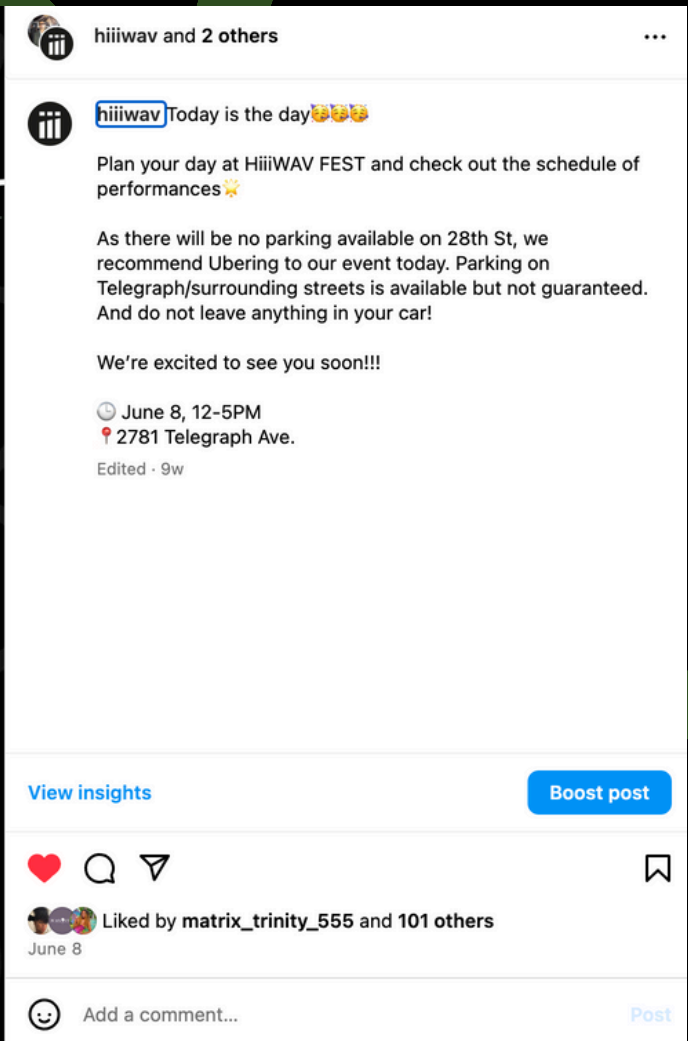 hiiiwav and 2 others
hiiiwav Today is the day🥳🥳🥳
Plan your day at HiiiWAV FEST and check out the schedule of
performances🌟
As there will be no parking available on 28th St, we
recommend Ubering to our event today. Parking on
Telegraph/surrounding streets is available but not guaranteed.
And do not leave anything in your car!
We're excited to see you soon!!!
🕒 June 8, 12-5PM
📍2781 Telegraph Ave.
Edited · 9w
View insights
Boost post
Liked by matrix_trinity_555 and 101 others
June 8
Add a comment...
Post